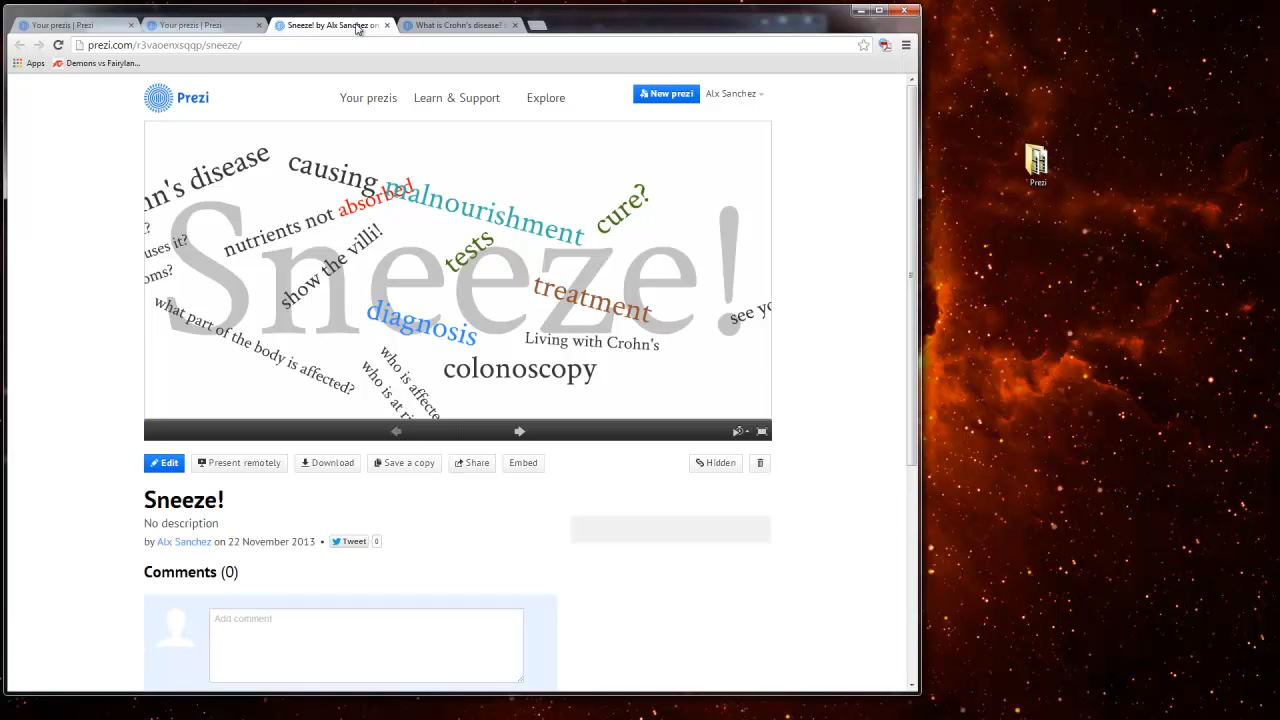 Your prezis | Prezi
Your prezis | Prezi
Sneeze! by Alx Sanchez on
What is Crohn's disease?
prezi.com/r3vaoenxsqqp/sneeze/
Apps
Demons vs Fairylan...
Prezi
Your prezis
Learn & Support
Explore
New prezi
Alx Sanchez
Prezi
Sneeze!
hn's disease
causing
malnourishment
cure?
nutrients not absorbed
?
uses it?
oms?
show the villi!
tests
treatment
see yo
diagnosis
Living with Crohn's
what part of the body is affected?
colonoscopy
who is affecte
who is at ri
Edit
Present remotely
Download
Save a copy
Share
Embed
Hidden
Sneeze!
No description
by Alx Sanchez on 22 November 2013 •
Tweet
0
Comments (0)
Add comment